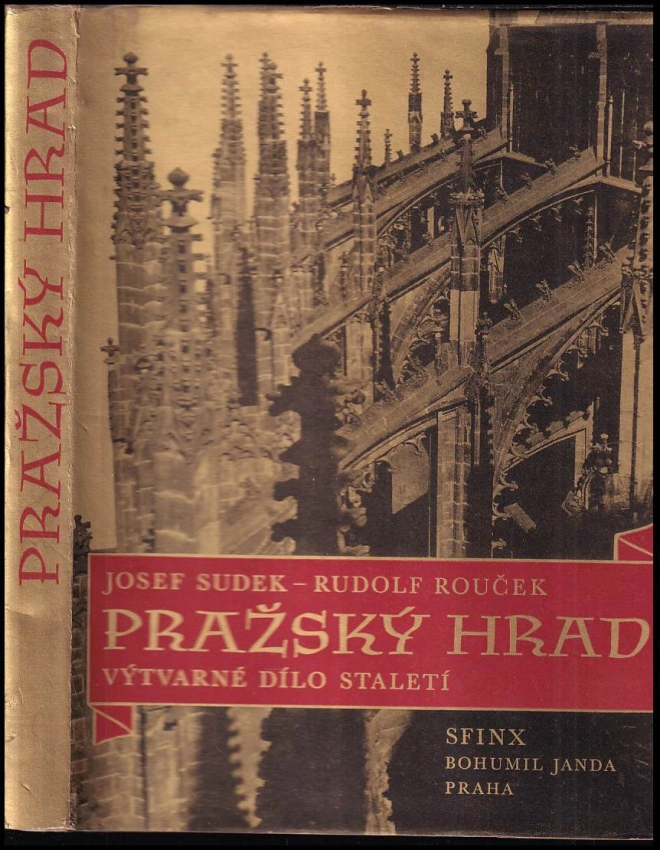 PRAŽSKÝ HRAD
JOSEF SUDEK – RUDOLF ROUČEK
PRAŽSKÝ HRAD
VÝTVARNÉ DÍLO STALETÍ
SFINX
BOHUMIL JANDA
PRAHA